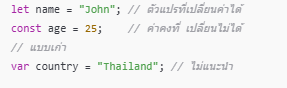 let name = "John"; // ตัวแปรที่เปลี่ยนค่าได้
const age = 25;    // ค่าคงที่ เปลี่ยนไม่ได้
// แบบเก่า
var country = "Thailand"; // ไม่แนะนำ